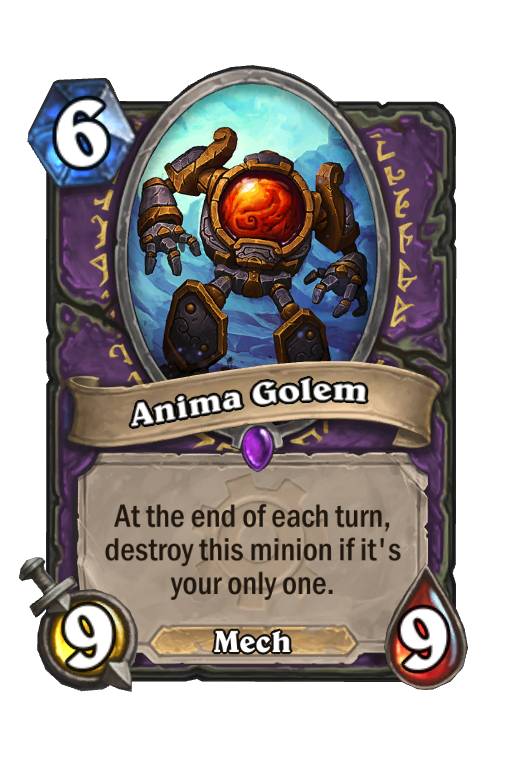 6
Anima Golem
At the end of each turn,
destroy this minion if it's
your only one.
9
Mech
9